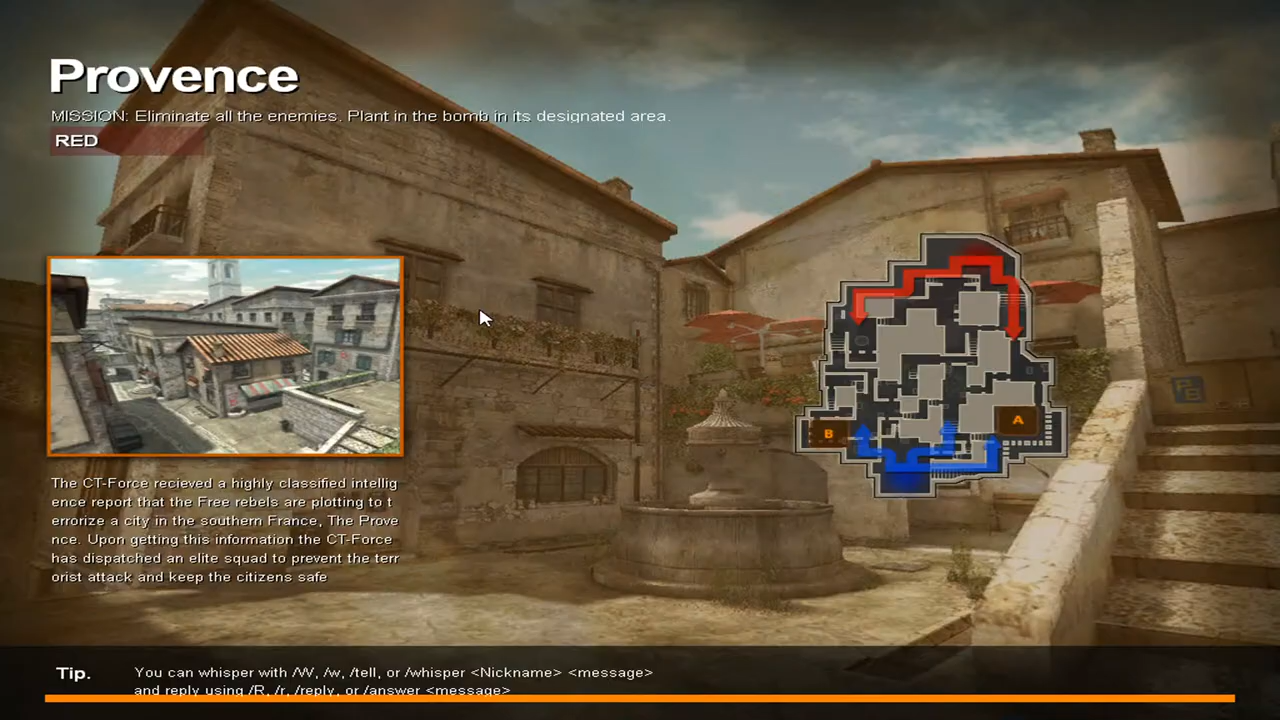 Provence
MISSION: Eliminate all the enemies. Plant in the bomb in its designated area.
RED
A
B
The CT-Force recieved a highly classified intellig
ence report that the Free rebels are plotting to t
errorize a city in the southern France, The Prove
nce. Upon getting this information the CT-Force
has dispatched an elite squad to prevent the terr
orist attack and keep the citizens safe
Tip.
You can whisper with /W, /w, /tell, or /whisper <Nickname> <message>
and reply using /R, /r, /reply, or /answer <message>